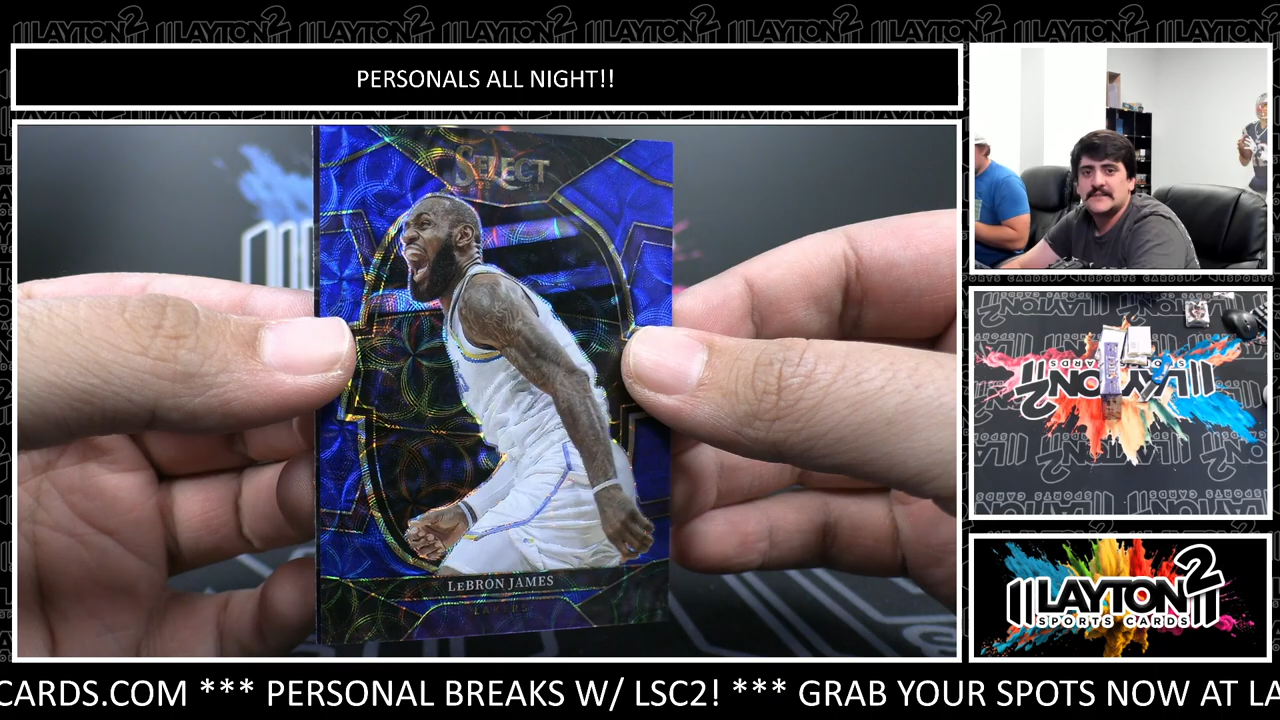 PERSONALS ALL NIGHT!!
SELECT
LEBRON JAMES
LAKERS
LAYTON 2
SPORTS CARDS
CARDS.COM *** PERSONAL BREAKS W/ LSC2! *** GRAB YOUR SPOTS NOW AT LA